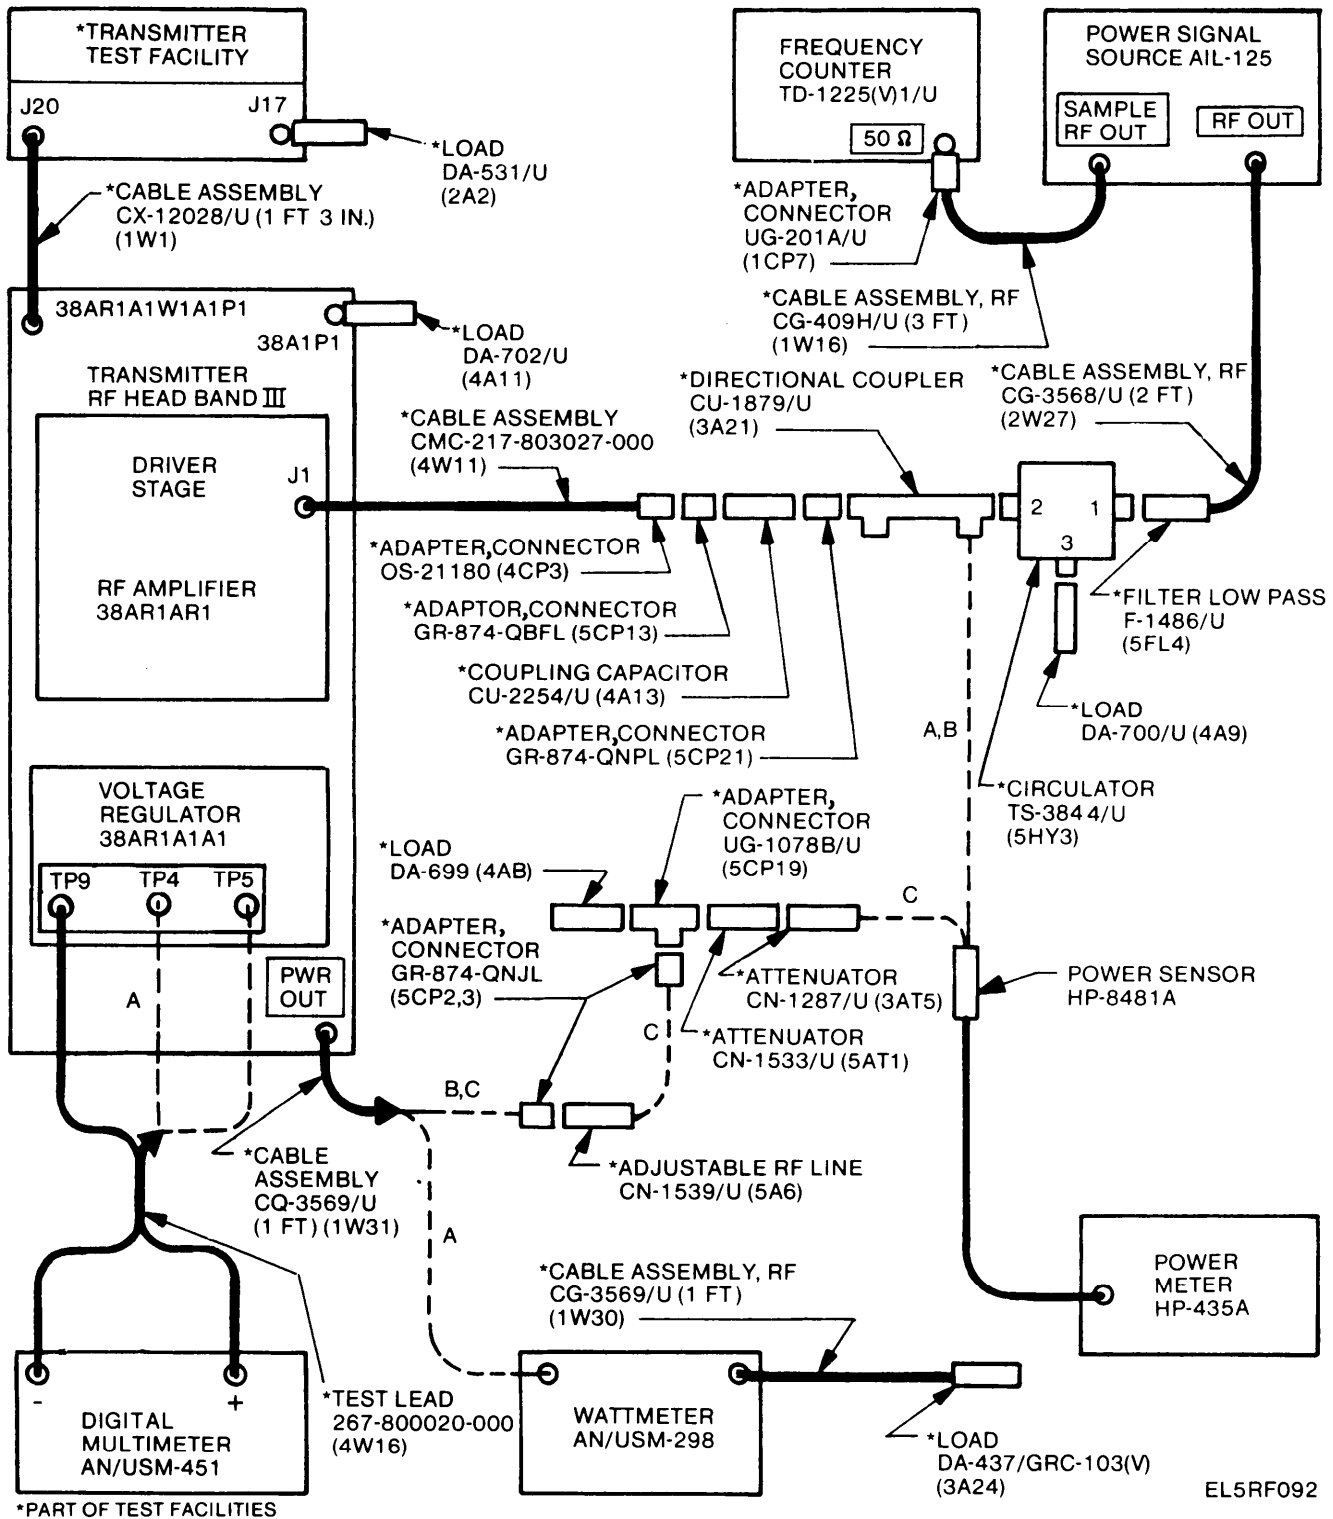 *TRANSMITTER
TEST FACILITY
J20
J17
*LOAD
DA-531/U
(2A2)
*CABLE ASSEMBLY
CX-12028/U (1 FT 3 IN.)
(1W1)
FREQUENCY
COUNTER
TD-1225(V)1/U
50 Ω
POWER SIGNAL
SOURCE AIL-125
SAMPLE
RF OUT
RF OUT
*ADAPTER,
CONNECTOR
UG-201A/U
(1CP7)
*CABLE ASSEMBLY, RF
CG-409H/U (3 FT)
(1W16)
38AR1A1W1A1P1
38A1P1
*LOAD
DA-702/U
(4A11)
TRANSMITTER
RF HEAD BAND III
*DIRECTIONAL COUPLER
CU-1879/U
(3A21)
*CABLE ASSEMBLY, RF
CG-3568/U (2 FT)
(2W27)
*CABLE ASSEMBLY
CMC-217-803027-000
(4W11)
DRIVER
STAGE
J1
2
1
3
*ADAPTER,CONNECTOR
OS-21180 (4CP3)
RF AMPLIFIER
38AR1AR1
*ADAPTOR,CONNECTOR
GR-874-QBFL (5CP13)
*FILTER LOW PASS
F-1486/U
(5FL4)
*COUPLING CAPACITOR
CU-2254/U (4A13)
*LOAD
DA-700/U (4A9)
*ADAPTER,CONNECTOR
GR-874-QNPL (5CP21)
A,B
*CIRCULATOR
TS-3844/U
(5HY3)
VOLTAGE
REGULATOR
38AR1A1A1
*ADAPTER,
CONNECTOR
UG-1078B/U
(5CP19)
*LOAD
DA-699 (4AB)
TP9
TP4
TP5
C
*ADAPTER,
CONNECTOR
GR-874-QNJL
(5CP2,3)
PWR
OUT
*ATTENUATOR
CN-1287/U (3AT5)
POWER SENSOR
HP-8481A
A
C
*ATTENUATOR
CN-1533/U (5AT1)
B,C
*CABLE
ASSEMBLY
CQ-3569/U
(1 FT) (1W31)
*ADJUSTABLE RF LINE
CN-1539/U (5A6)
A
*CABLE ASSEMBLY, RF
CG-3569/U (1 FT)
(1W30)
POWER
METER
HP-435A
-
+
DIGITAL
MULTIMETER
AN/USM-451
*TEST LEAD
267-800020-000
(4W16)
WATTMETER
AN/USM-298
*LOAD
DA-437/GRC-103(V)
(3A24)
EL5RF092
*PART OF TEST FACILITIES